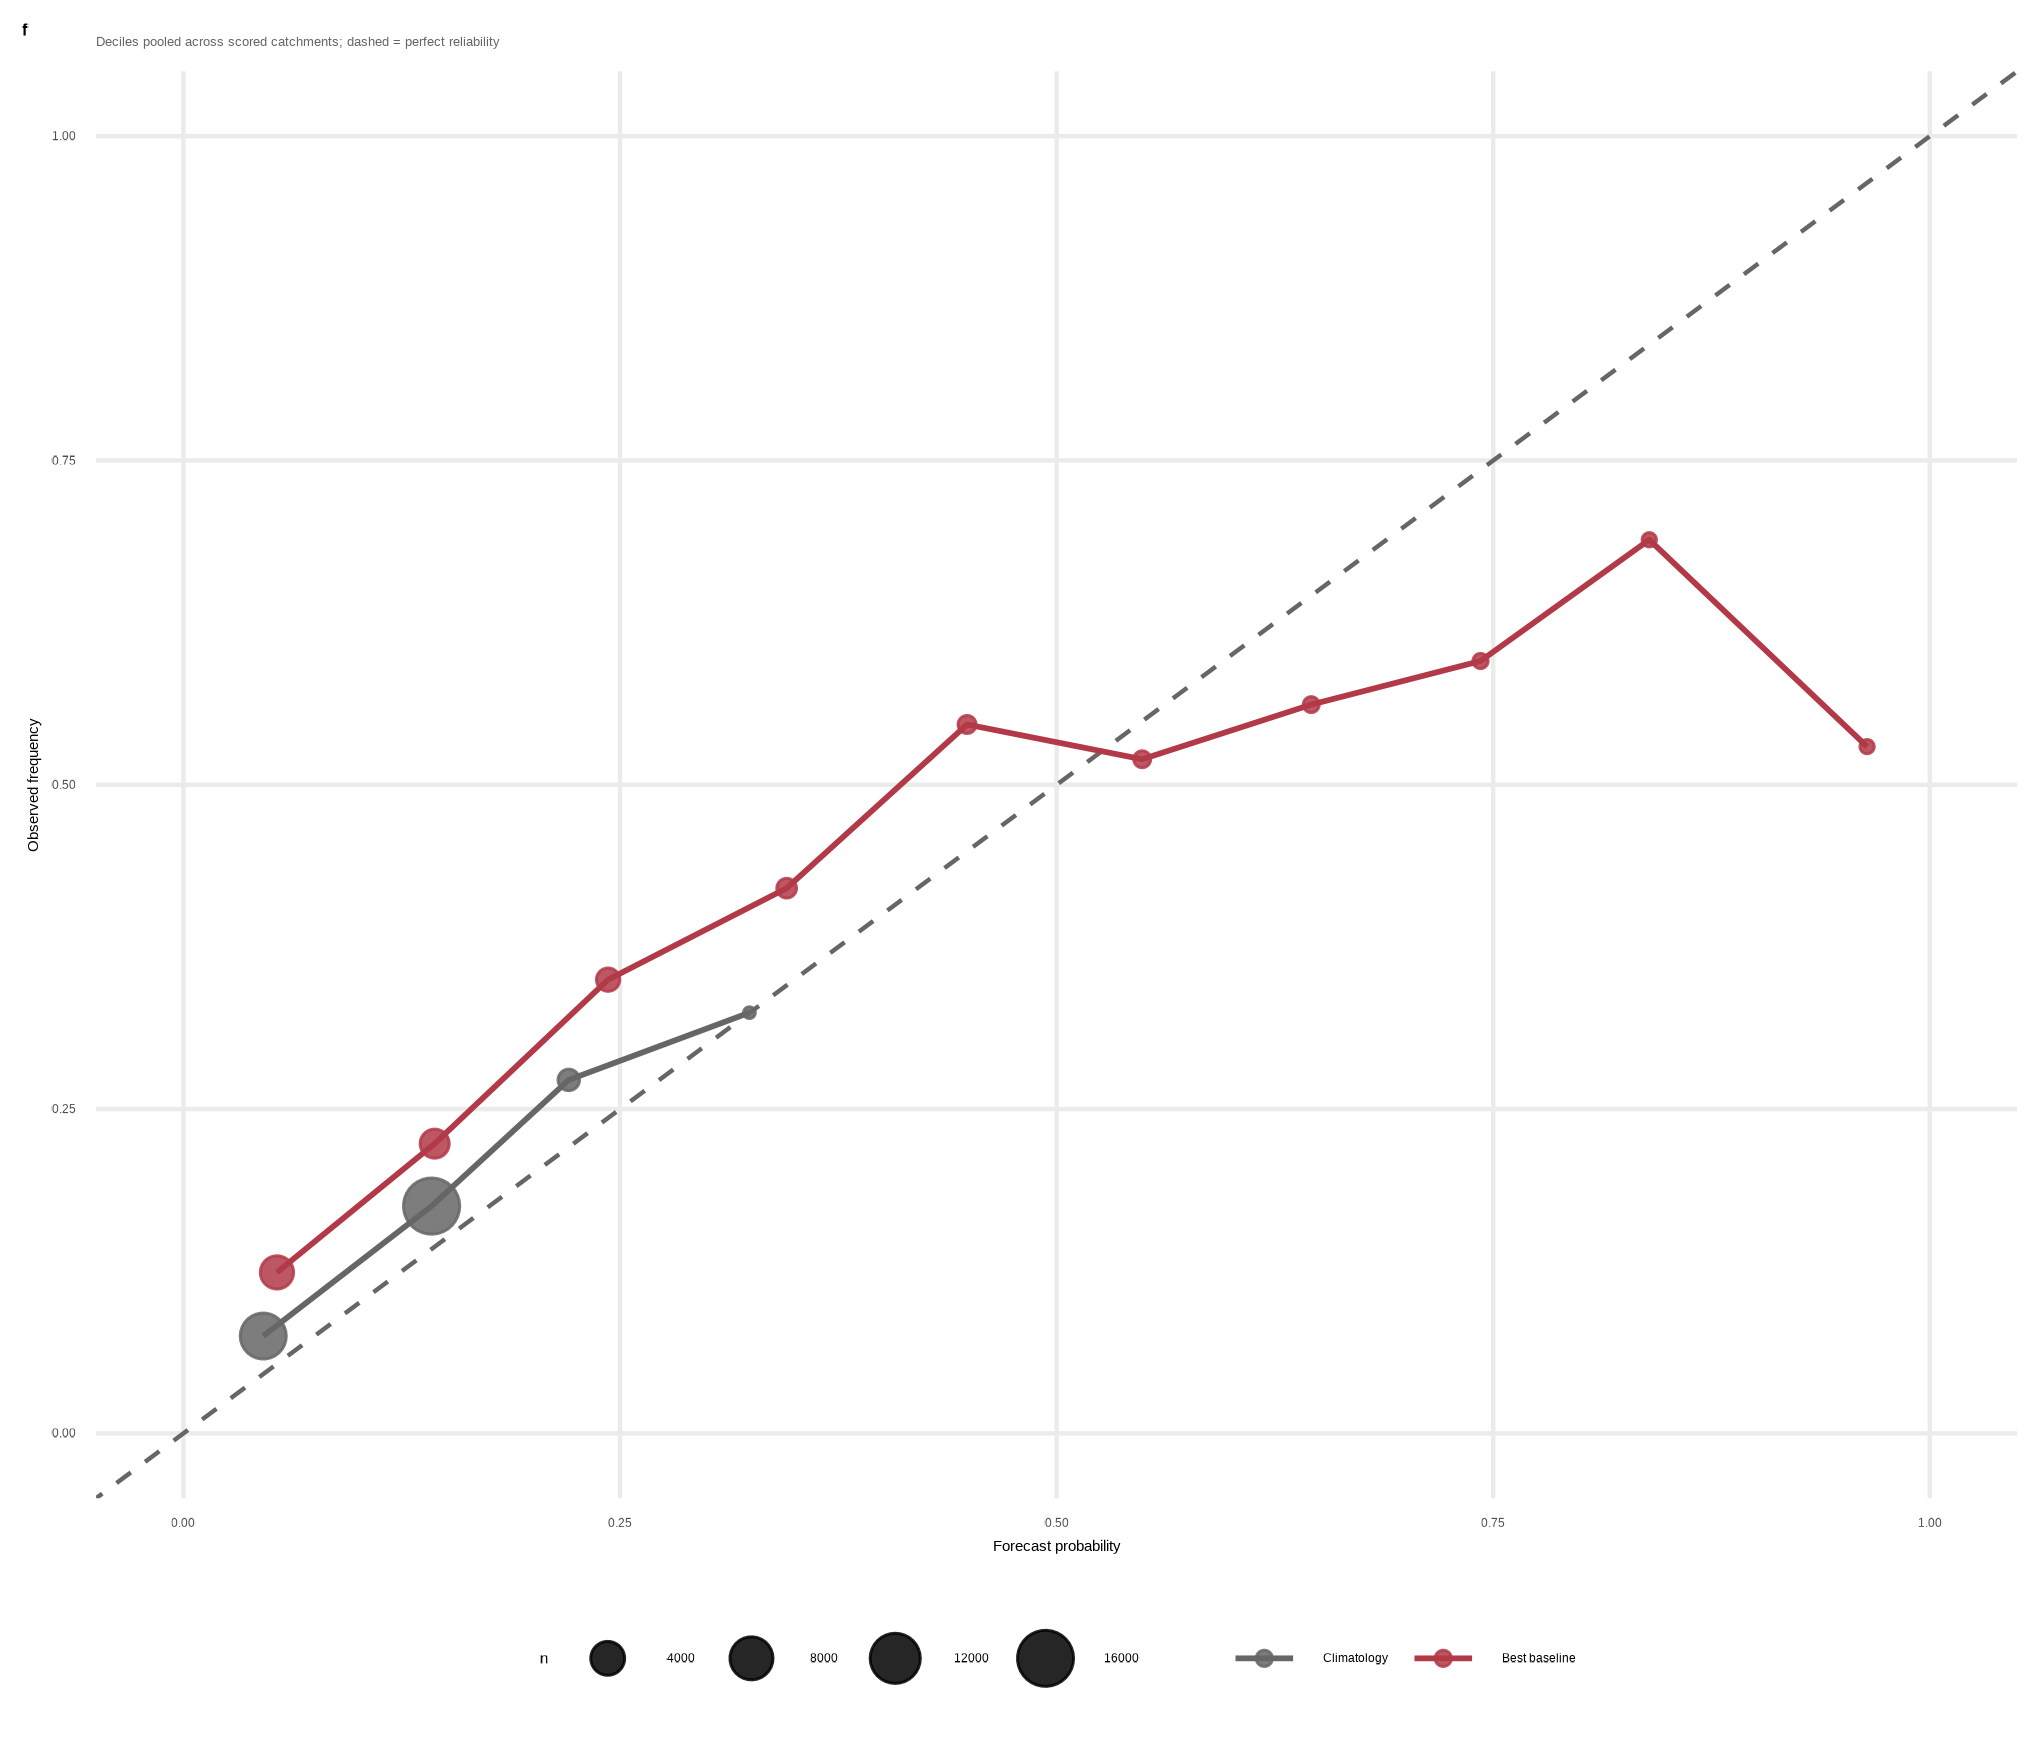 f
Deciles pooled across scored catchments; dashed = perfect reliability
1.00
0.75
0.50
0.25
0.00
Observed frequency
0.00 0.25 0.50 0.75 1.00
Forecast probability
n 4000 8000 12000 16000 Climatology Best baseline